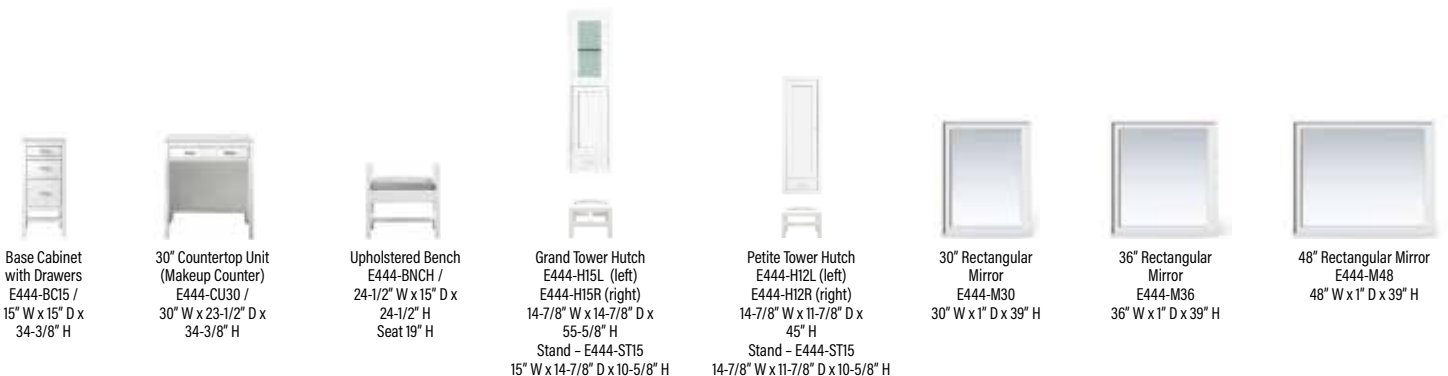 Base Cabinet
with Drawers
E444-BC15 /
15" W x 15" D x
34-3/8" H
30" Countertop Unit
(Makeup Counter)
E444-CU30 /
30" W x 23-1/2" D x
34-3/8" H
Upholstered Bench
E444-BNCH /
24-1/2" W x 15" D x
24-1/2" H
Seat 19" H
Grand Tower Hutch
E444-H15L (left)
E444-H15R (right)
14-7/8" W x 14-7/8" D x
55-5/8" H
Stand – E444-ST15
15" W x 14-7/8" D x 10-5/8" H
Petite Tower Hutch
E444-H12L (left)
E444-H12R (right)
14-7/8" W x 11-7/8" D x
45" H
Stand – E444-ST15
14-7/8" W x 11-7/8" D x 10-5/8" H
30" Rectangular
Mirror
E444-M30
30" W x 1" D x 39" H
36" Rectangular
Mirror
E444-M36
36" W x 1" D x 39" H
48" Rectangular Mirror
E444-M48
48" W x 1" D x 39" H